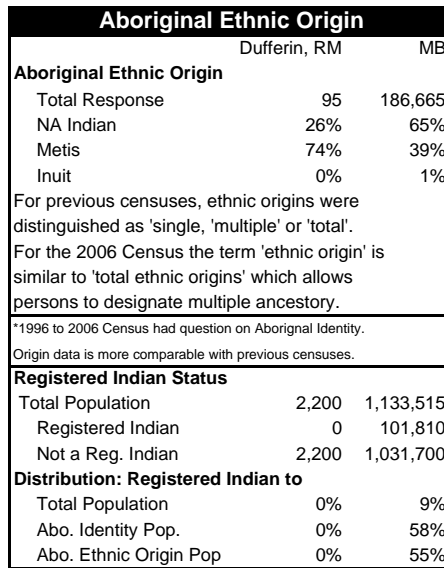 Aboriginal Ethnic Origin
Dufferin, RM MB
Aboriginal Ethnic Origin
Total Response 95 186,665
NA Indian 26% 65%
Metis 74% 39%
Inuit 0% 1%
For previous censuses, ethnic origins were
distinguished as 'single, 'multiple' or 'total'.
For the 2006 Census the term 'ethnic origin' is
similar to 'total ethnic origins' which allows
persons to designate multiple ancestory.
*1996 to 2006 Census had question on Aborignal Identity.
Origin data is more comparable with previous censuses.
Registered Indian Status
Total Population 2,200 1,133,515
Registered Indian 0 101,810
Not a Reg. Indian 2,200 1,031,700
Distribution: Registered Indian to
Total Population 0% 9%
Abo. Identity Pop. 0% 58%
Abo. Ethnic Origin Pop 0% 55%